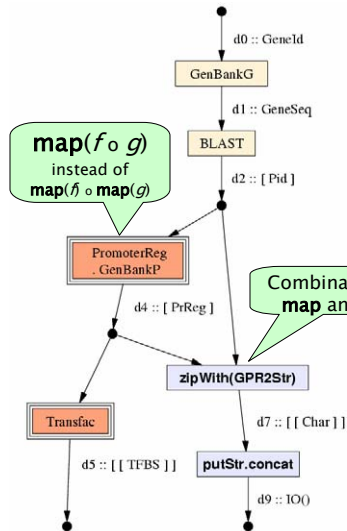 d0 :: GeneId
GenBankG
d1 :: GeneSeq
BLAST
d2 :: [ Pid ]
map(f o g)
instead of
map(f) o map(g)
PromoterReg
. GenBankP
d4 :: [ PrReg ]
Combina
map an
zipWith(GPR2Str)
Transfac
d7 :: [ [ Char ] ]
d5 :: [ [ TFBS ] ]
putStr.concat
d9 :: IO()